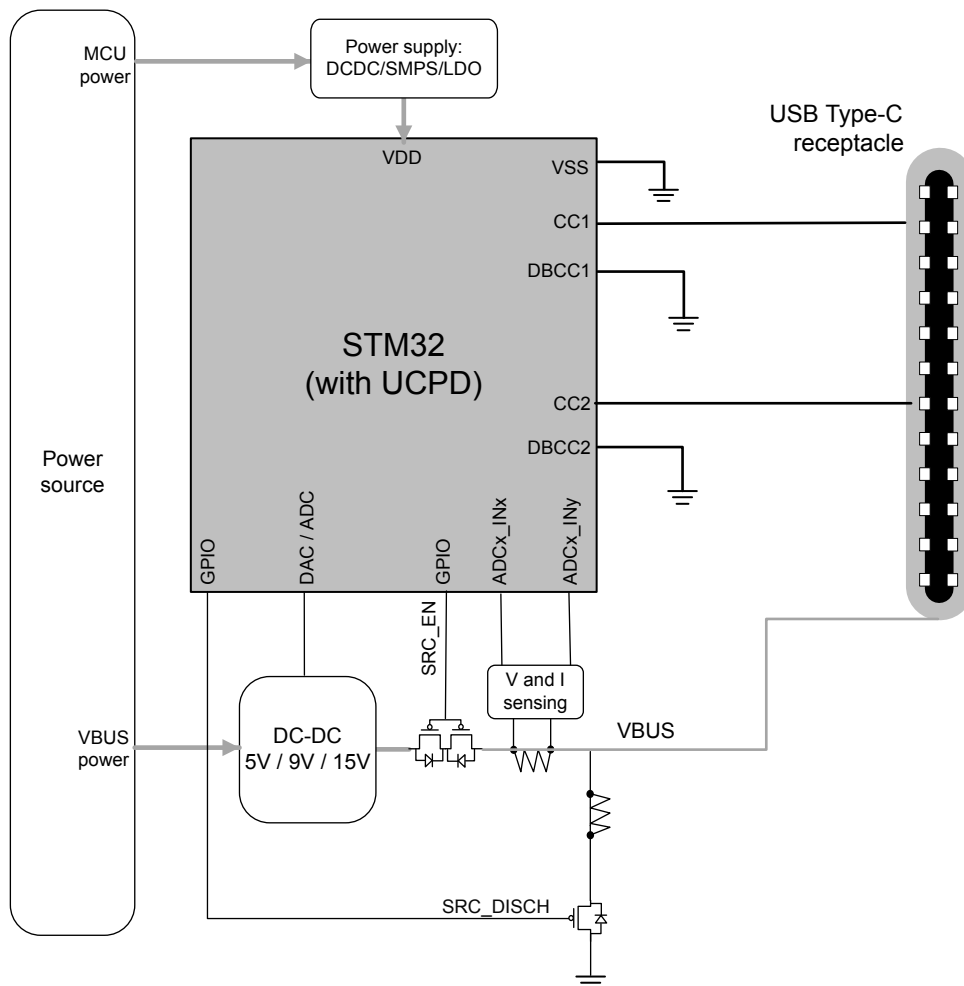 MCU
power
Power supply:
DCDC/SMPS/LDO
USB Type-C
receptacle
VDD
VSS
CC1
DBCC1
STM32
(with UCPD)
CC2
DBCC2
Power
source
GPIO
DAC / ADC
GPIO
ADCx_INx
ADCx_INy
SRC_EN
V and I
sensing
VBUS
power
DC-DC
5V / 9V / 15V
VBUS
SRC_DISCH